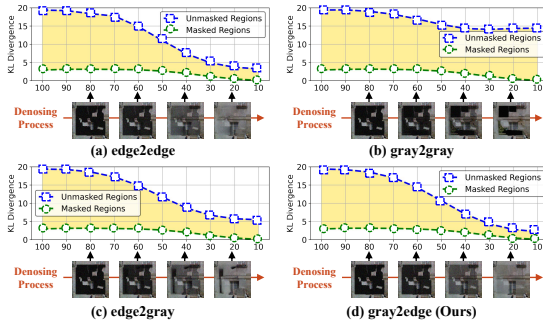 20
15
10
5
0
KL Divergence
Unmasked Regions
Masked Regions
100 90 80 70 60 50 40 30 20 10
Denosing
Process
(a) edge2edge
20
15
10
5
0
KL Divergence
Unmasked Regions
Masked Regions
100 90 80 70 60 50 40 30 20 10
Denosing
Process
(b) gray2gray
20
15
10
5
0
KL Divergence
Unmasked Regions
Masked Regions
100 90 80 70 60 50 40 30 20 10
Denosing
Process
(c) edge2gray
20
15
10
5
0
KL Divergence
Unmasked Regions
Masked Regions
100 90 80 70 60 50 40 30 20 10
Denosing
Process
(d) gray2edge (Ours)